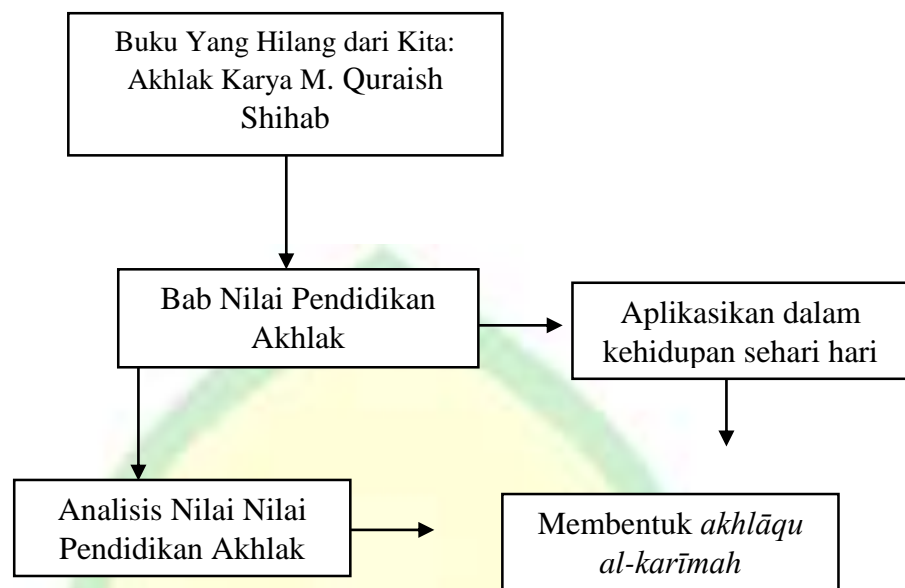 Buku Yang Hilang dari Kita:
Akhlak Karya M. Quraish
Shihab
Bab Nilai Pendidikan
Akhlak
Aplikasikan dalam
kehidupan sehari hari
Analisis Nilai Nilai
Pendidikan Akhlak
Membentuk akhlāqu
al-karīmah